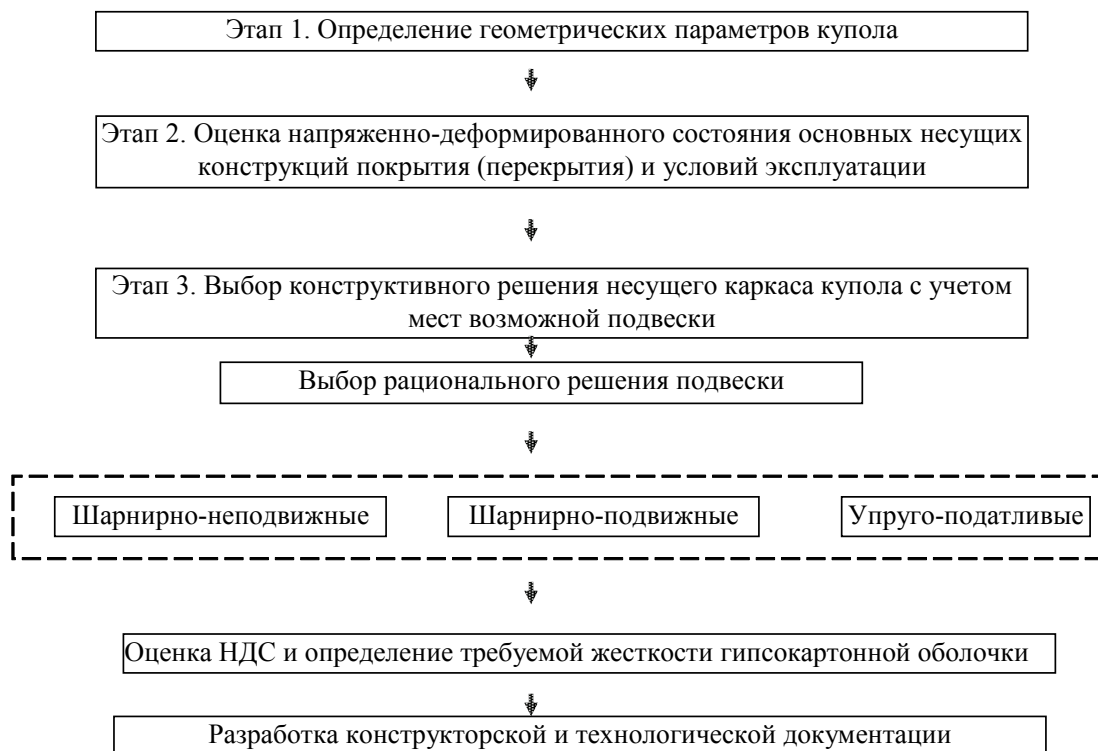 Этап 1. Определение геометрических параметров купола
Этап 2. Оценка напряженно-деформированного состояния основных несущих
конструкций покрытия (перекрытия) и условий эксплуатации
Этап 3. Выбор конструктивного решения несущего каркаса купола с учетом
мест возможной подвески
Выбор рационального решения подвески
Шарнирно-неподвижные
Шарнирно-подвижные
Упруго-податливые
Оценка НДС и определение требуемой жесткости гипсокартонной оболочки
Разработка конструкторской и технологической документации